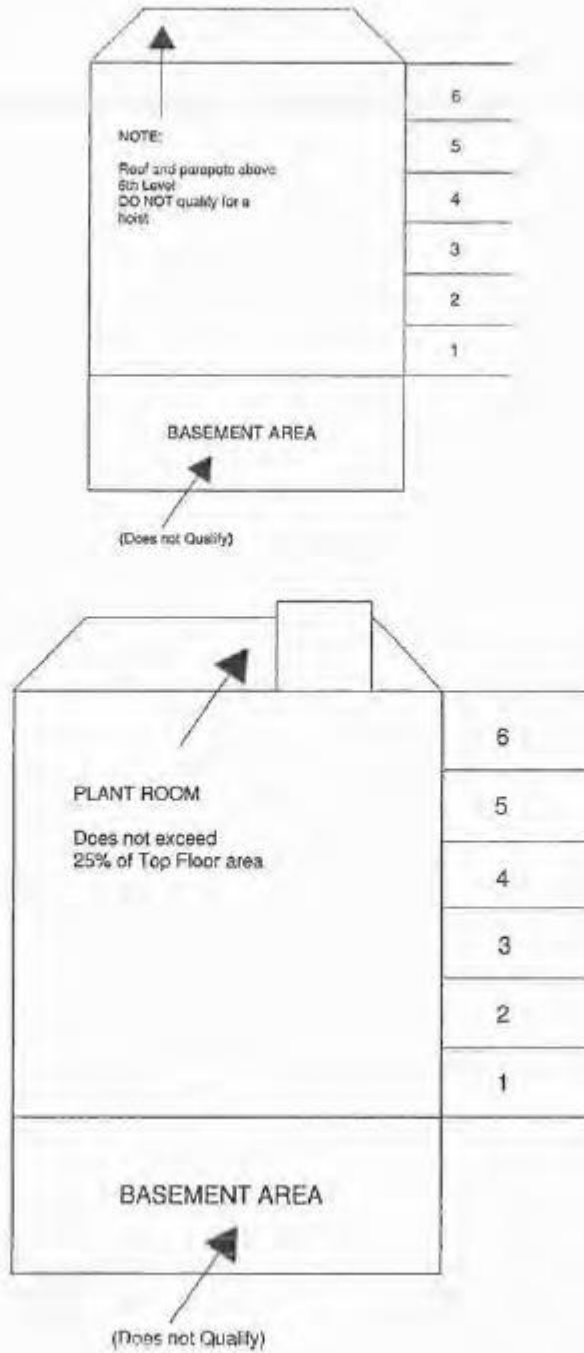 6
NOTE:
5
Roof and parapets above
6th Level
DO NOT qualify for a
hoist
4
3
2
1
BASEMENT AREA
(Does not Qualify)
6
PLANT ROOM
5
Does not exceed
25% of Top Floor area
4
3
2
1
BASEMENT AREA
(Does not Qualify)